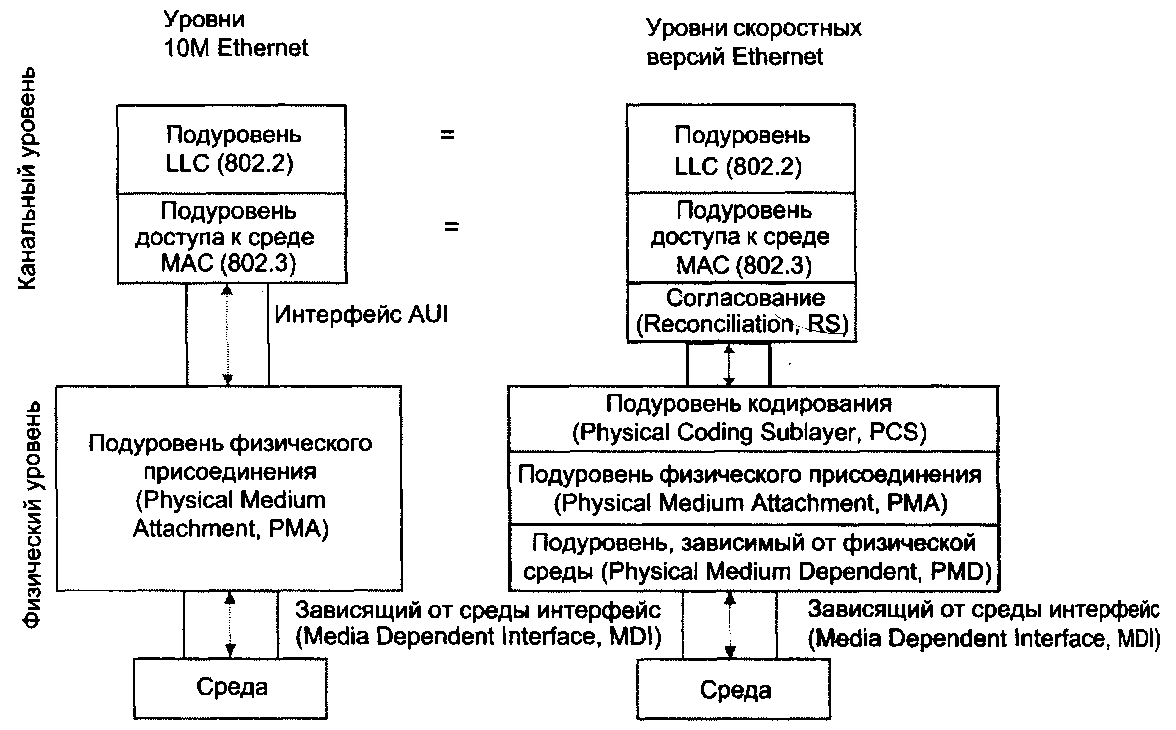 Уровни
10М Ethernet
Уровни скоростных
версий Ethernet
Канальный уровень
Подуровень
LLC (802.2)
=
Подуровень
LLC (802.2)
Подуровень
доступа к среде
МАС (802.3)
=
Подуровень
доступа к среде
МАС (802.3)
Интерфейс AUI
Согласование
(Reconciliation, RS)
Физический уровень
Подуровень физического
присоединения
(Physical Medium
Attachment, PMA)
Подуровень кодирования
(Physical Coding Sublayer, PCS)
Подуровень физического присоединения
(Physical Medium Attachment, PMA)
Подуровень, зависимый от физической
среды (Physical Medium Dependent, PMD)
Зависящий от среды интерфейс
(Media Dependent Interface, MDI)
Зависящий от среды интерфейс
(Media Dependent Interface, MDI)
Среда
Среда